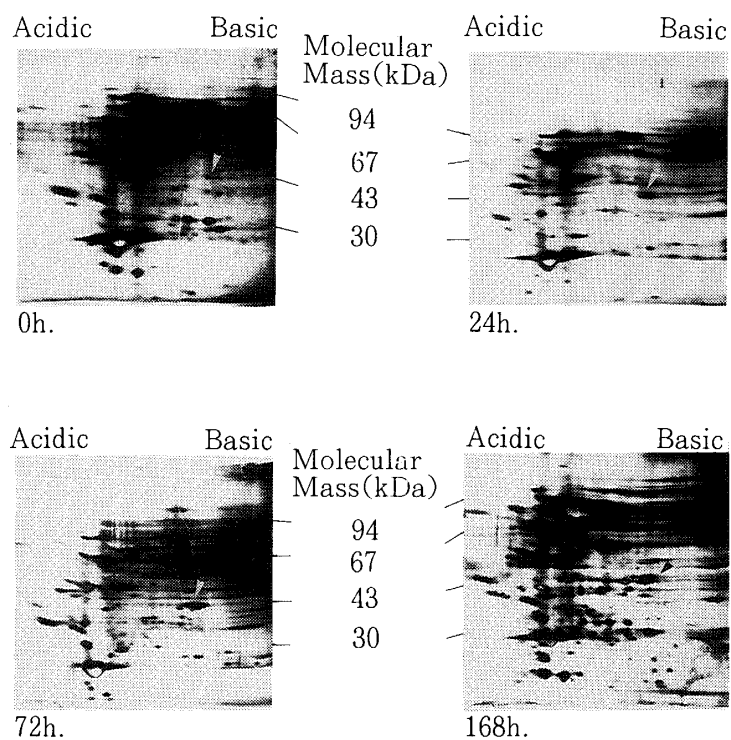 Acidic Basic
Molecular
Mass(kDa)
94
67
43
30
0h.
Acidic Basic
24h.
Acidic Basic
Molecular
Mass(kDa)
94
67
43
30
72h.
Acidic Basic
168h.